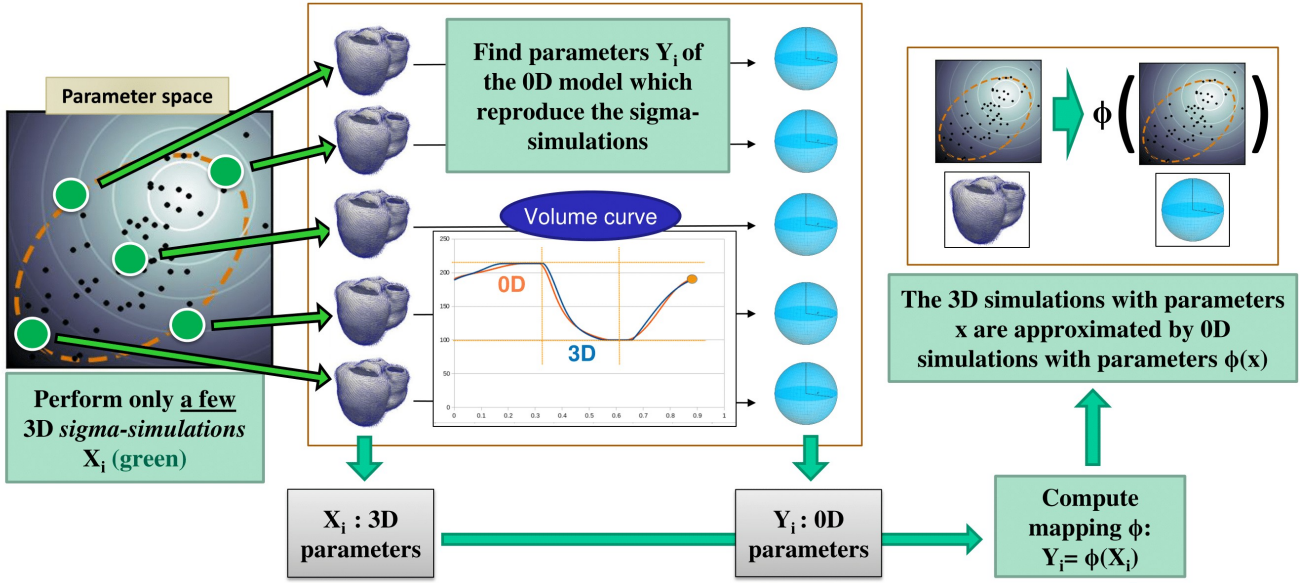 Parameter space
Perform only a few
3D sigma-simulations
Xi (green)
Find parameters Yi of
the 0D model which
reproduce the sigma-
simulations
Volume curve
250
200
150
100
50
0
0
0.1
0.2
0.3
0.4
0.5
0.6
0.7
0.8
0.9
1
0D
3D
Xi : 3D
parameters
Yi : 0D
parameters
Compute
mapping ϕ:
Yi= ϕ(Xi)
ϕ ( )
The 3D simulations with parameters
x are approximated by 0D
simulations with parameters ϕ(x)